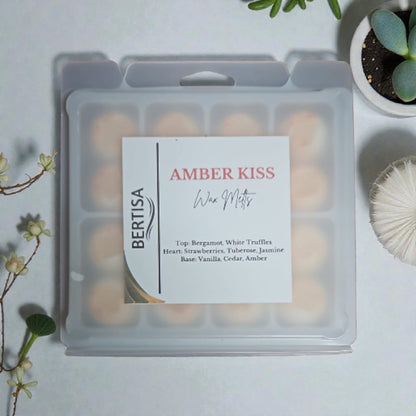 AMBER KISS
Wax Melts
BERTISA
Top: Bergamot, White Truffles
Heart: Strawberries, Tuberose, Jasmine
Base: Vanilla, Cedar, Amber